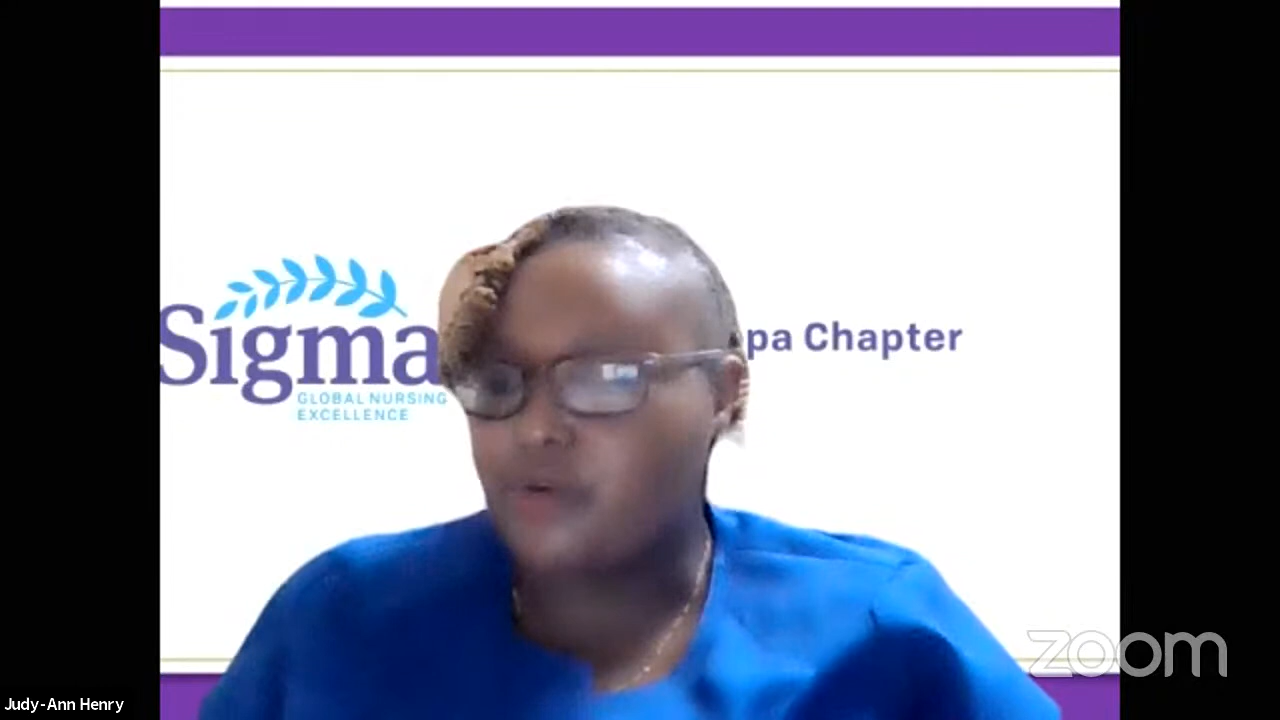 Sigma
GLOBAL NURSING
EXCELLENCE
pa Chapter
zoom
Judy-Ann Henry